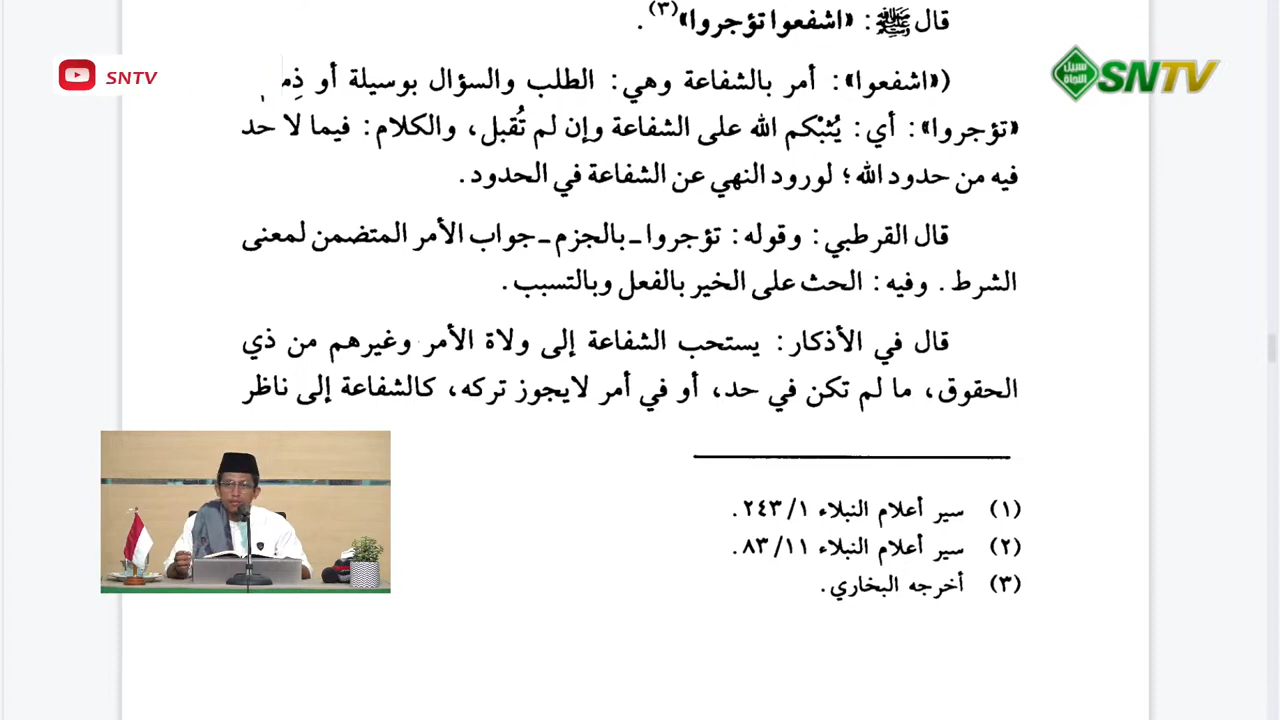 قال ﷺ: «اشفعوا تؤجروا»(٣).
SNTV
سبيل النجاة SNTV
(«اشفعوا»: أمر بالشفاعة وهي: الطلب والسؤال بوسيلة أو
«تؤجروا»: أي: يُثبْكم الله على الشفاعة وإن لم تُقبل، والكلام: فيما لا حد
فيه من حدود الله؛ لورود النهي عن الشفاعة في الحدود.
قال القرطبي: وقوله: تؤجروا ـ بالجزم ـ جواب الأمر المتضمن لمعنى
الشرط. وفيه: الحث على الخير بالفعل وبالتسبب.
قال في الأذكار: يستحب الشفاعة إلى ولاة الأمر وغيرهم من ذي
الحقوق، ما لم تكن في حد، أو في أمر لايجوز تركه، كالشفاعة إلى ناظر
(١) سير أعلام النبلاء ١/ ٢٤٣.
(٢) سير أعلام النبلاء ١١/ ٨٣.
(٣) أخرجه البخاري.